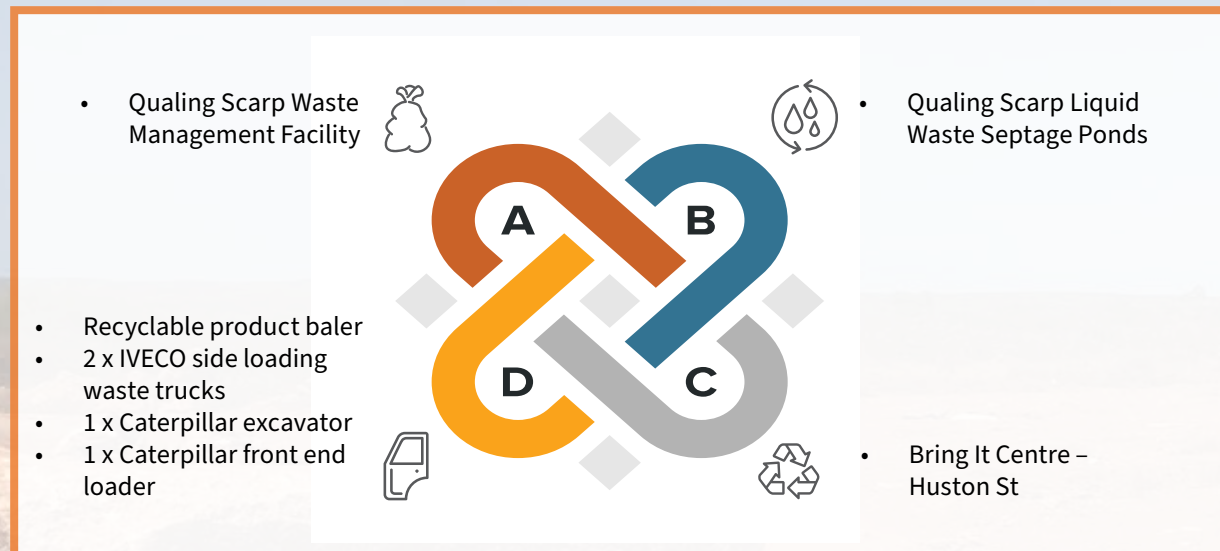 • Qualing Scarp Waste
Management Facility
• Qualing Scarp Liquid
Waste Septage Ponds
A
B
• Recyclable product baler
• 2 x IVECO side loading
waste trucks
• 1 x Caterpillar excavator
• 1 x Caterpillar front end
loader
D
C
• Bring It Centre –
Huston St